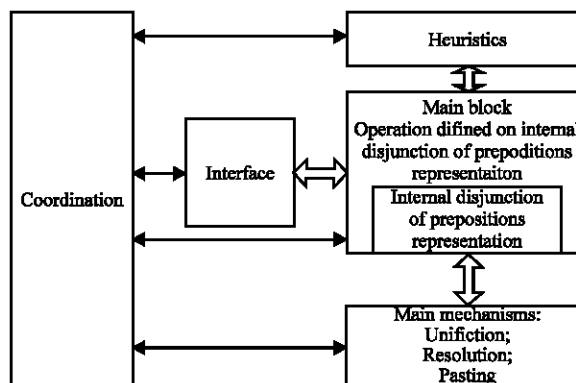 Heuristics
Main block
Operation difined on internal
disjunction of prepoditions
representaiton
Interface
Coordination
Internal disjunction
of prepositions
representation
Main mechanisms:
Unifiction;
Resolution;
Pasting